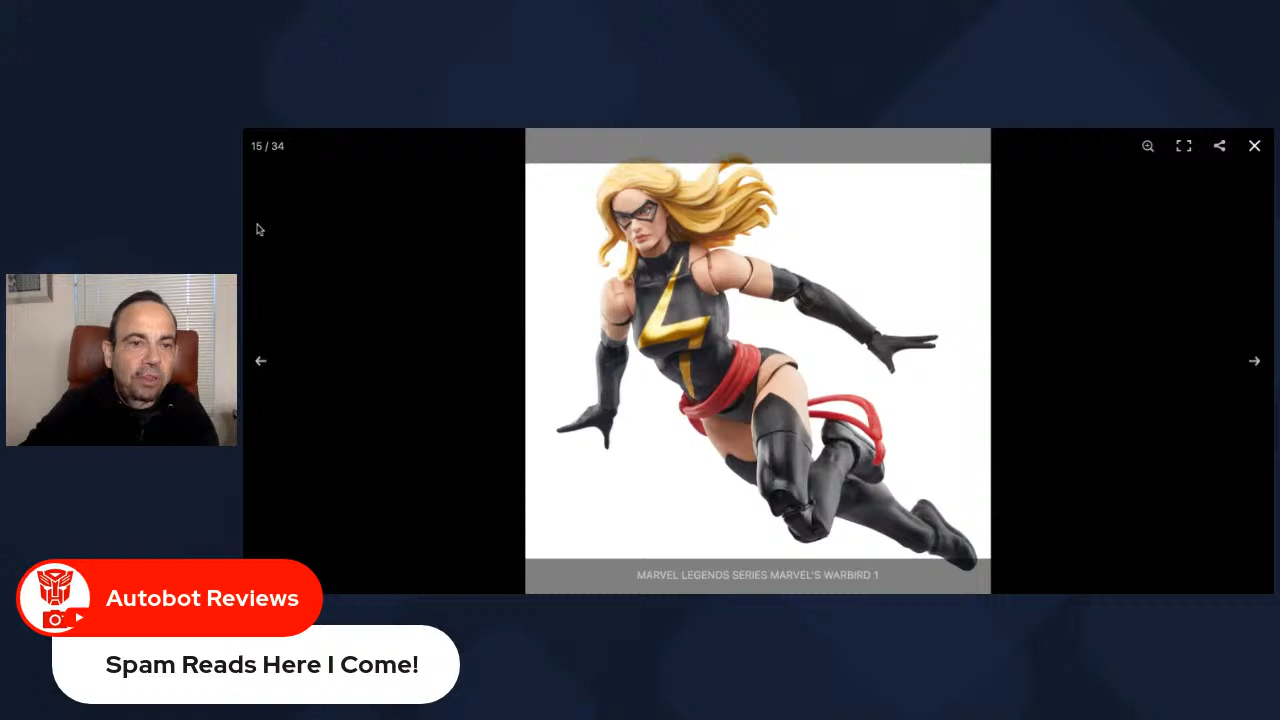 15 / 34
MARVEL LEGENDS SERIES MARVEL'S WARBIRD 1
Autobot Reviews
Spam Reads Here I Come!